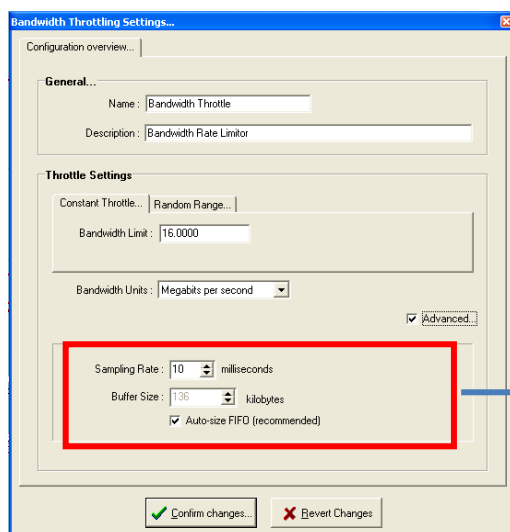 Bandwidth Throttling Settings...
Configuration overview...
General...
Name : Bandwidth Throttle
Description : Bandwidth Rate Limitor
Throttle Settings
Constant Throttle... Random Range...
Bandwidth Limit : 16.0000
Bandwidth Units : Megabits per second
Advanced...
Sampling Rate : 10 milliseconds
Buffer Size : 136 kilobytes
Auto-size FIFO (recommended)
Confirm changes... Revert Changes